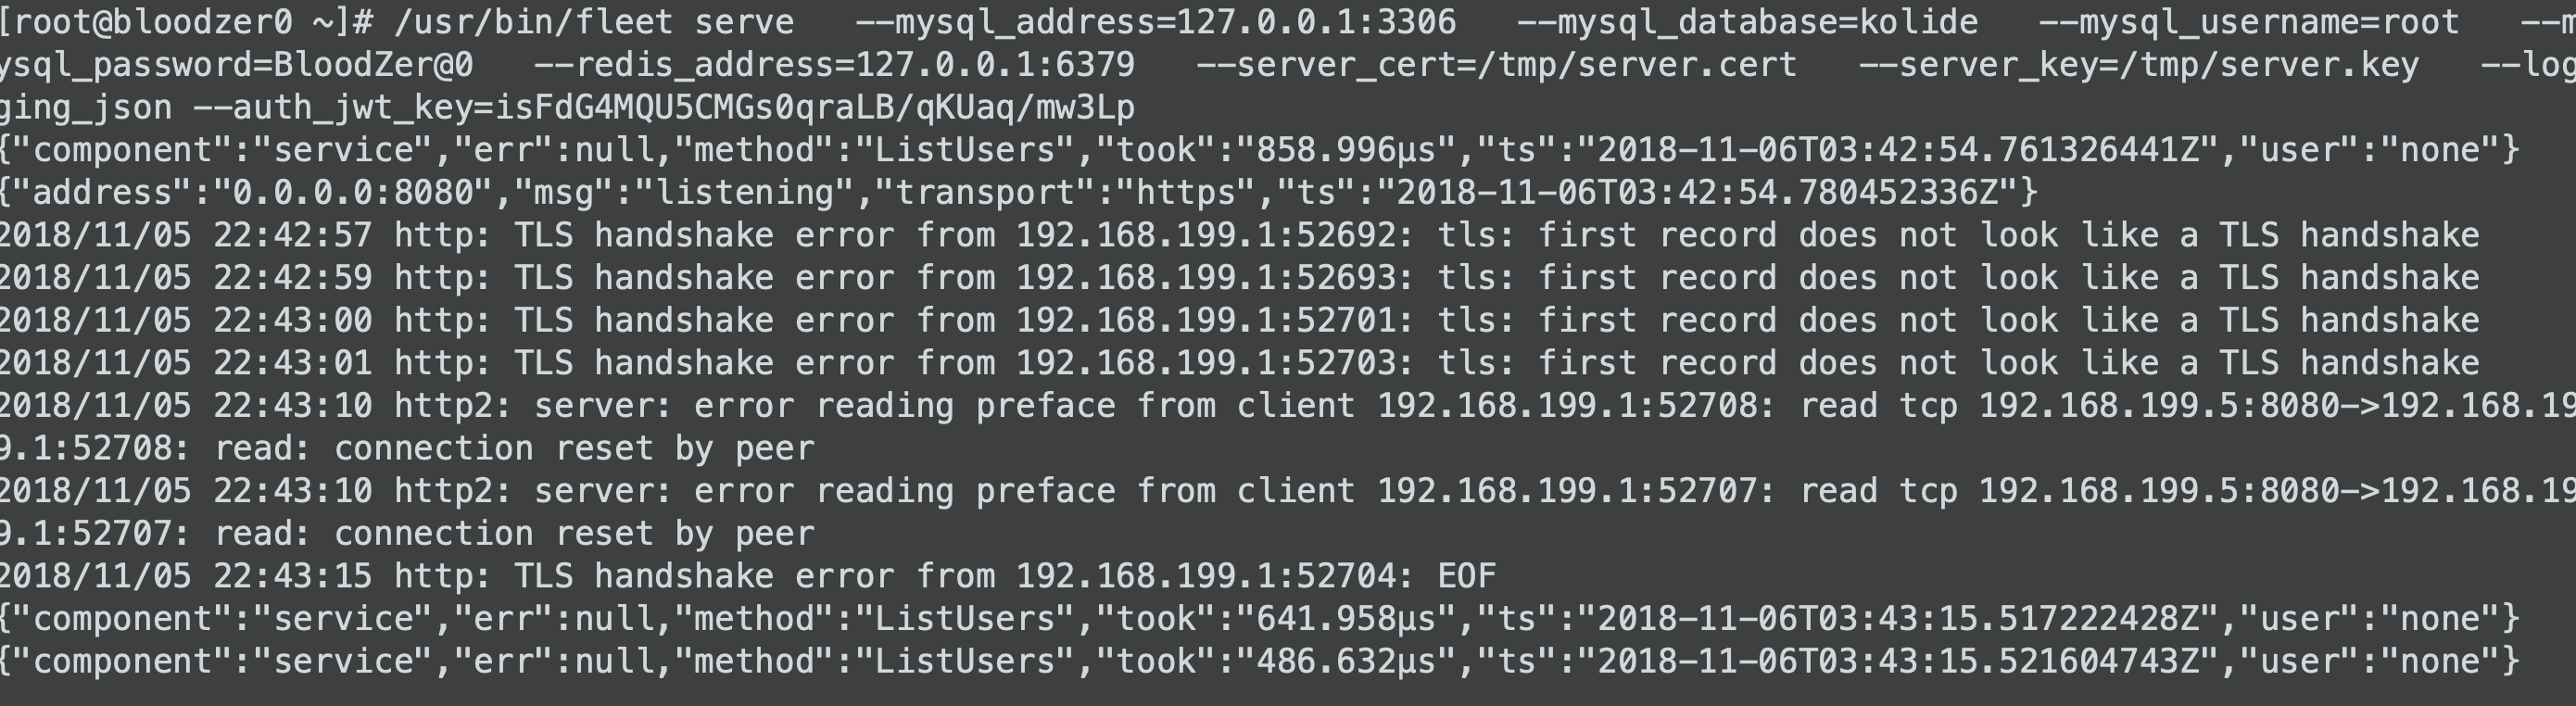 [root@bloodzer0 ~]# /usr/bin/fleet serve   --mysql_address=127.0.0.1:3306   --mysql_database=kolide   --mysql_username=root   --m
ysql_password=BloodZer@0   --redis_address=127.0.0.1:6379   --server_cert=/tmp/server.cert   --server_key=/tmp/server.key   --log
ging_json --auth_jwt_key=isFdG4MQU5CMGs0qraLB/qKUaq/mw3Lp
{"component":"service","err":null,"method":"ListUsers","took":"858.996µs","ts":"2018-11-06T03:42:54.761326441Z","user":"none"}
{"address":"0.0.0.0:8080","msg":"listening","transport":"https","ts":"2018-11-06T03:42:54.780452336Z"}
2018/11/05 22:42:57 http: TLS handshake error from 192.168.199.1:52692: tls: first record does not look like a TLS handshake
2018/11/05 22:42:59 http: TLS handshake error from 192.168.199.1:52693: tls: first record does not look like a TLS handshake
2018/11/05 22:43:00 http: TLS handshake error from 192.168.199.1:52701: tls: first record does not look like a TLS handshake
2018/11/05 22:43:01 http: TLS handshake error from 192.168.199.1:52703: tls: first record does not look like a TLS handshake
2018/11/05 22:43:10 http2: server: error reading preface from client 192.168.199.1:52708: read tcp 192.168.199.5:8080->192.168.19
9.1:52708: read: connection reset by peer
2018/11/05 22:43:10 http2: server: error reading preface from client 192.168.199.1:52707: read tcp 192.168.199.5:8080->192.168.19
9.1:52707: read: connection reset by peer
2018/11/05 22:43:15 http: TLS handshake error from 192.168.199.1:52704: EOF
{"component":"service","err":null,"method":"ListUsers","took":"641.958µs","ts":"2018-11-06T03:43:15.517222428Z","user":"none"}
{"component":"service","err":null,"method":"ListUsers","took":"486.632µs","ts":"2018-11-06T03:43:15.521604743Z","user":"none"}